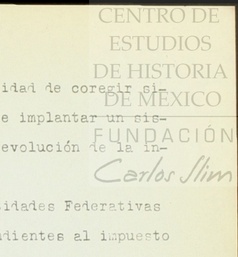 CENTRO DE
ESTUDIOS
DE HISTORIA
DE MÉXICO
FUNDACIÓN
Carlos Slim
idad de coregir si-
e implantar un sis-
evolución de la in-
idades Federativas
dientes al impuesto